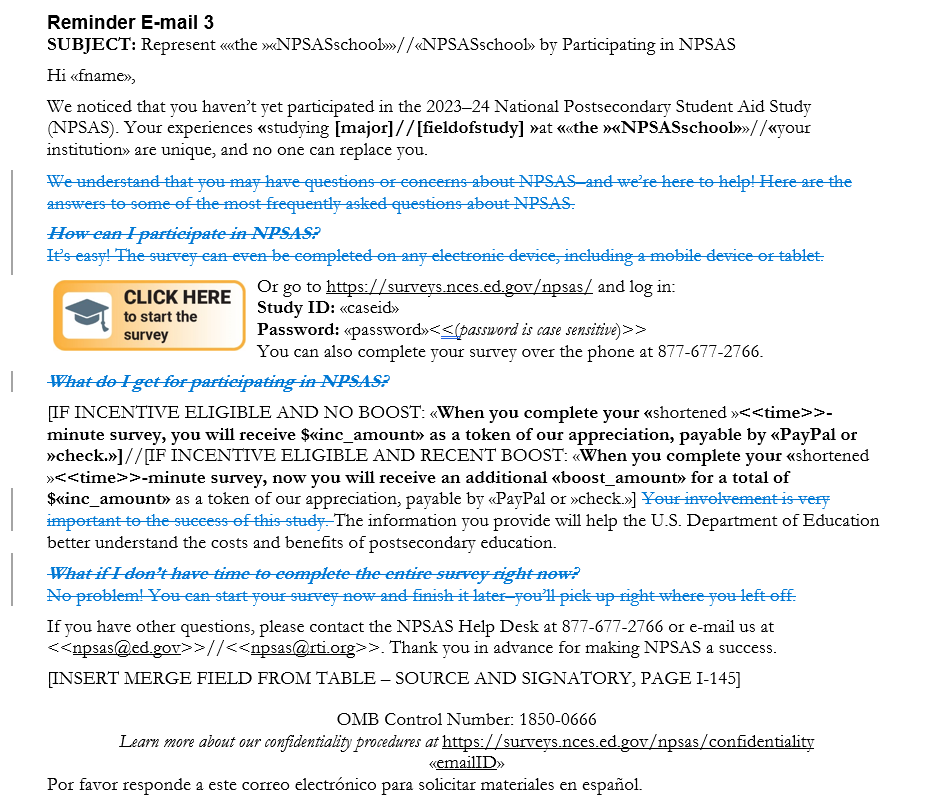 Reminder E-mail 3
SUBJECT: Represent ««the »«NPSASschool»»//«NPSASschool» by Participating in NPSAS
Hi «fname»,
We noticed that you haven’t yet participated in the 2023–24 National Postsecondary Student Aid Study
(NPSAS). Your experiences «studying [major]//[fieldofstudy] »at ««the »«NPSASschool»»//«your
institution» are unique, and no one can replace you.
We understand that you may have questions or concerns about NPSAS–and we’re here to help! Here are the
answers to some of the most frequently asked questions about NPSAS.
How can I participate in NPSAS?
It’s easy! The survey can even be completed on any electronic device, including a mobile device or tablet.
CLICK HERE
to start the
survey
Or go to https://surveys.nces.ed.gov/npsas/ and log in:
Study ID: «caseid»
Password: «password»<<(password is case sensitive)>>
You can also complete your survey over the phone at 877-677-2766.
What do I get for participating in NPSAS?
[IF INCENTIVE ELIGIBLE AND NO BOOST: «When you complete your «shortened »<<time>>-
minute survey, you will receive $«inc_amount» as a token of our appreciation, payable by «PayPal or
»check.»]//[IF INCENTIVE ELIGIBLE AND RECENT BOOST: «When you complete your «shortened
»<<time>>-minute survey, now you will receive an additional «boost_amount» for a total of
$«inc_amount» as a token of our appreciation, payable by «PayPal or »check.»] Your involvement is very
important to the success of this study. The information you provide will help the U.S. Department of Education
better understand the costs and benefits of postsecondary education.
What if I don’t have time to complete the entire survey right now?
No problem! You can start your survey now and finish it later–you’ll pick up right where you left off.
If you have other questions, please contact the NPSAS Help Desk at 877-677-2766 or e-mail us at
<<npsas@ed.gov>>//<<npsas@rti.org>>. Thank you in advance for making NPSAS a success.
[INSERT MERGE FIELD FROM TABLE – SOURCE AND SIGNATORY, PAGE I-145]
OMB Control Number: 1850-0666
Learn more about our confidentiality procedures at https://surveys.nces.ed.gov/npsas/confidentiality
«emailID»
Por favor responde a este correo electrónico para solicitar materiales en español.